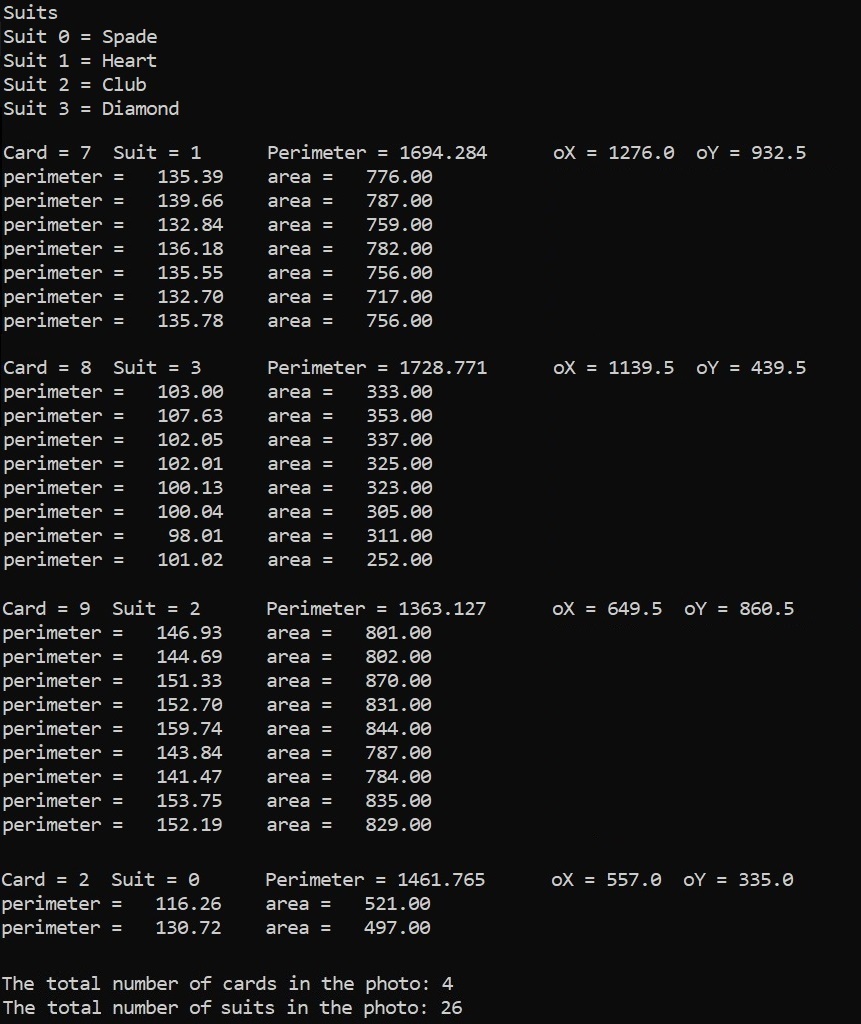 Suits
Suit 0 = Spade
Suit 1 = Heart
Suit 2 = Club
Suit 3 = Diamond
Card = 7  Suit = 1      Perimeter = 1694.284      oX = 1276.0  oY = 932.5
perimeter =   135.39    area =   776.00
perimeter =   139.66    area =   787.00
perimeter =   132.84    area =   759.00
perimeter =   136.18    area =   782.00
perimeter =   135.55    area =   756.00
perimeter =   132.70    area =   717.00
perimeter =   135.78    area =   756.00
Card = 8  Suit = 3      Perimeter = 1728.771      oX = 1139.5  oY = 439.5
perimeter =   103.00    area =   333.00
perimeter =   107.63    area =   353.00
perimeter =   102.05    area =   337.00
perimeter =   102.01    area =   325.00
perimeter =   100.13    area =   323.00
perimeter =   100.04    area =   305.00
perimeter =    98.01    area =   311.00
perimeter =   101.02    area =   252.00
Card = 9  Suit = 2      Perimeter = 1363.127      oX = 649.5  oY = 860.5
perimeter =   146.93    area =   801.00
perimeter =   144.69    area =   802.00
perimeter =   151.33    area =   870.00
perimeter =   152.70    area =   831.00
perimeter =   159.74    area =   844.00
perimeter =   143.84    area =   787.00
perimeter =   141.47    area =   784.00
perimeter =   153.75    area =   835.00
perimeter =   152.19    area =   829.00
Card = 2  Suit = 0      Perimeter = 1461.765      oX = 557.0  oY = 335.0
perimeter =   116.26    area =   521.00
perimeter =   130.72    area =   497.00
The total number of cards in the photo: 4
The total number of suits in the photo: 26